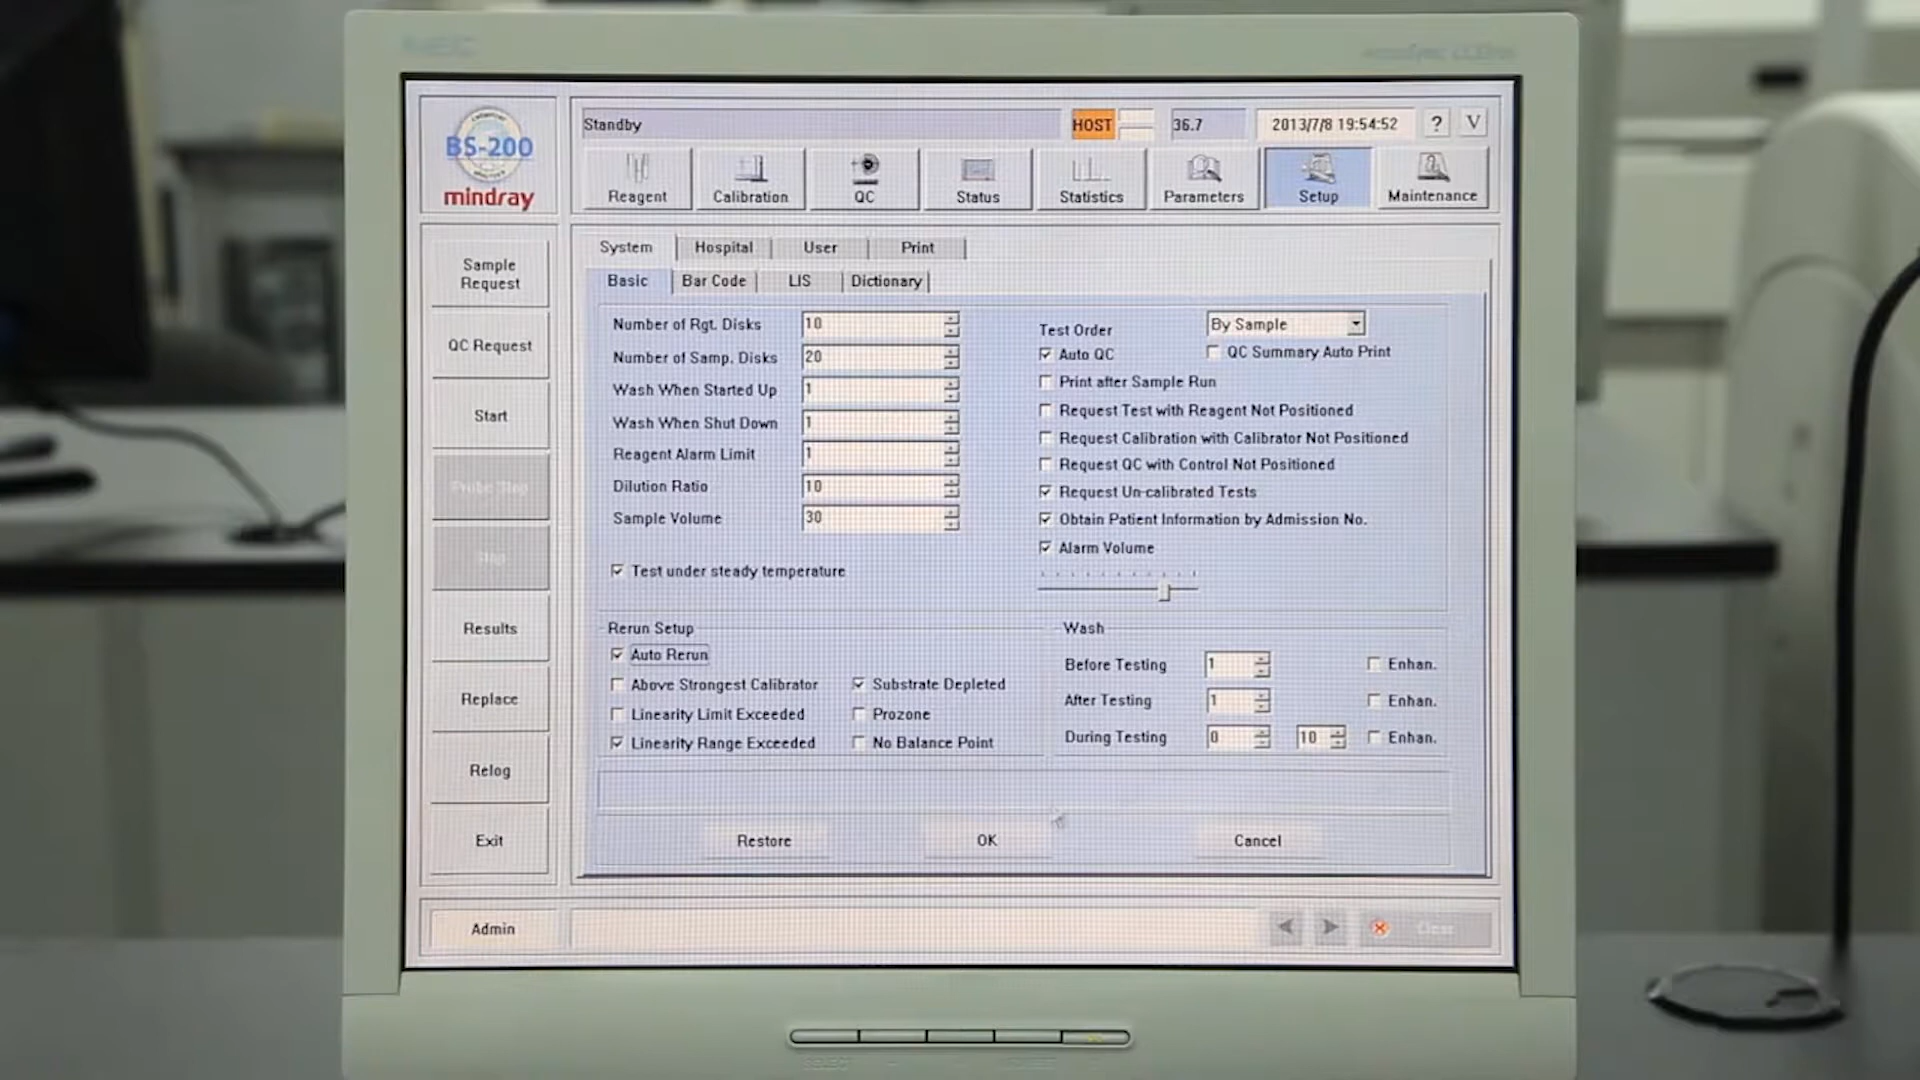 NEC
BS-200
mindray
Standby
HOST
36.7
2013/7/8 19:54:52
?
V
Reagent
Calibration
QC
Status
Statistics
Parameters
Setup
Maintenance
Sample
Request
QC Request
Start
Probe Stop
Stop
Results
Replace
Relog
Exit
System
Hospital
User
Print
Basic
Bar Code
LIS
Dictionary
Number of Rgt. Disks 10
Number of Samp. Disks 20
Wash When Started Up 1
Wash When Shut Down 1
Reagent Alarm Limit 1
Dilution Ratio 10
Sample Volume 30
Test under steady temperature
Test Order By Sample
Auto QC
QC Summary Auto Print
Print after Sample Run
Request Test with Reagent Not Positioned
Request Calibration with Calibrator Not Positioned
Request QC with Control Not Positioned
Request Un-calibrated Tests
Obtain Patient Information by Admission No.
Alarm Volume
Rerun Setup
Auto Rerun
Above Strongest Calibrator
Substrate Depleted
Linearity Limit Exceeded
Prozone
Linearity Range Exceeded
No Balance Point
Wash
Before Testing 1 Enhan.
After Testing 1 Enhan.
During Testing 0 10 Enhan.
Restore
OK
Cancel
Admin
Clear
SELECT